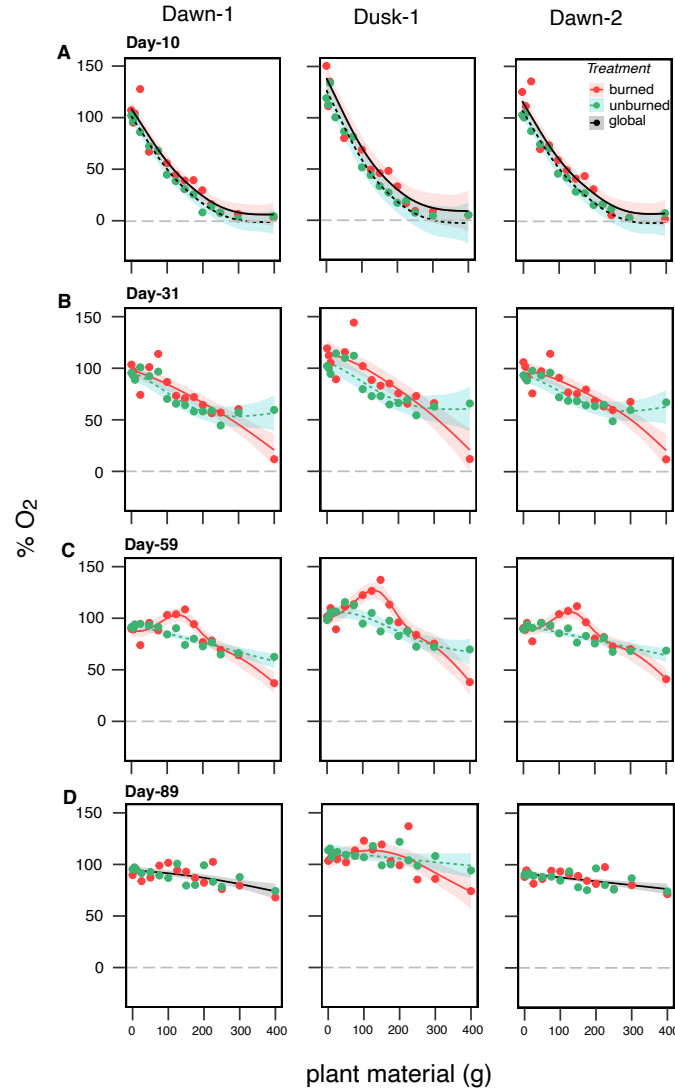 Dawn-1 Dusk-1 Dawn-2
A Day-10
Treatment
burned
unburned
global
150
100
50
0
B Day-31
150
100
50
0
% O2
C Day-59
150
100
50
0
D Day-89
150
100
50
0
0 100 200 300 400 0 100 200 300 400 0 100 200 300 400
plant material (g)